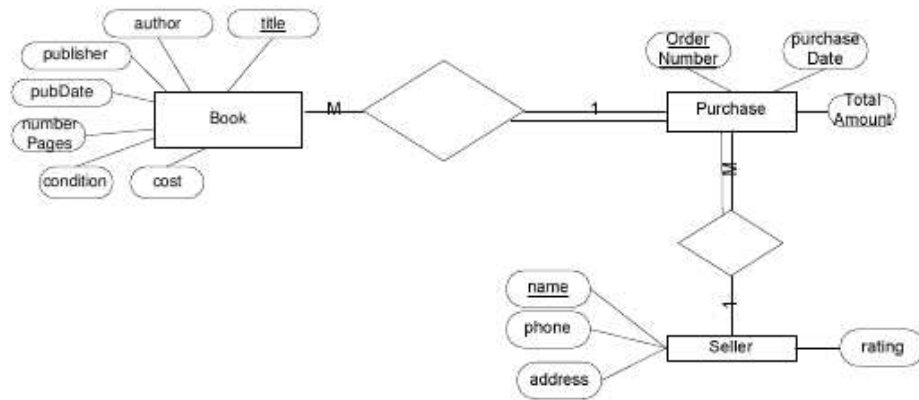 author
title
publisher
pubDate
number
Pages
condition
cost
Book
M
1
Order
Number
purchase
Date
Purchase
Total
Amount
M
1
name
phone
address
Seller
rating